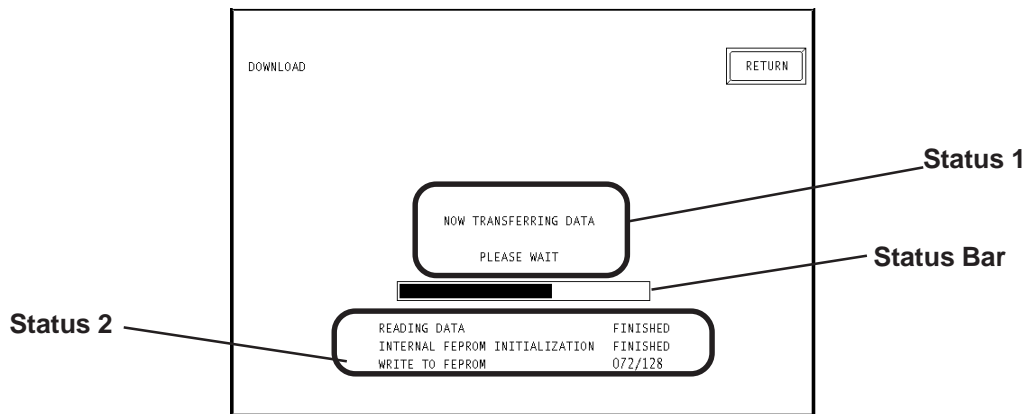 DOWNLOAD
RETURN
Status 1
NOW TRANSFERRING DATA
PLEASE WAIT
Status Bar
Status 2
READING DATA FINISHED
INTERNAL FEPROM INITIALIZATION FINISHED
WRITE TO FEPROM 072/128